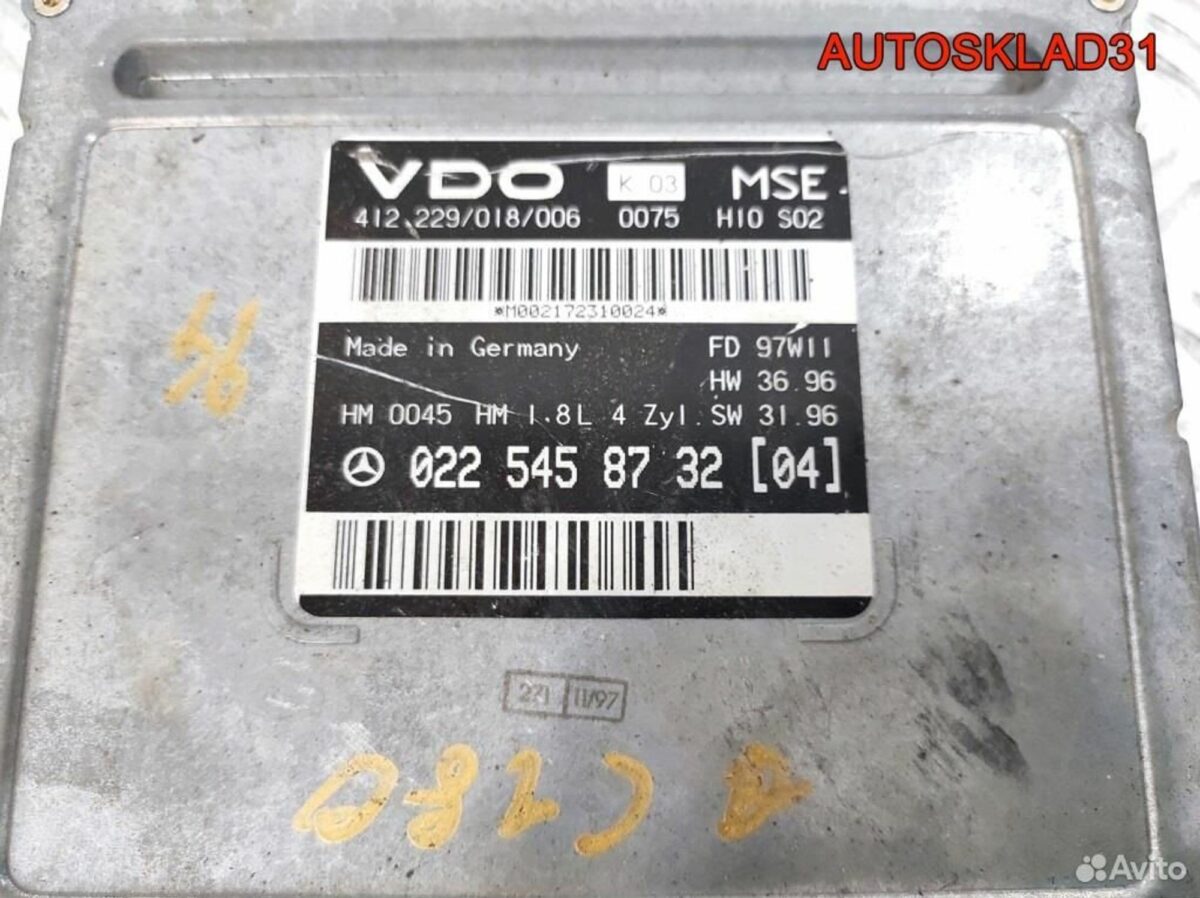 AUTOSKLAD31
VDO K 03 MSE
412.229/018/006 0075 H10 S02
*M002172310024*
Made in Germany FD 97W11
HW 36.96
HM 0045 HM 1.8L 4 Zyl. SW 31.96
022 545 87 32 [04]
271 11/97
C180
Avito